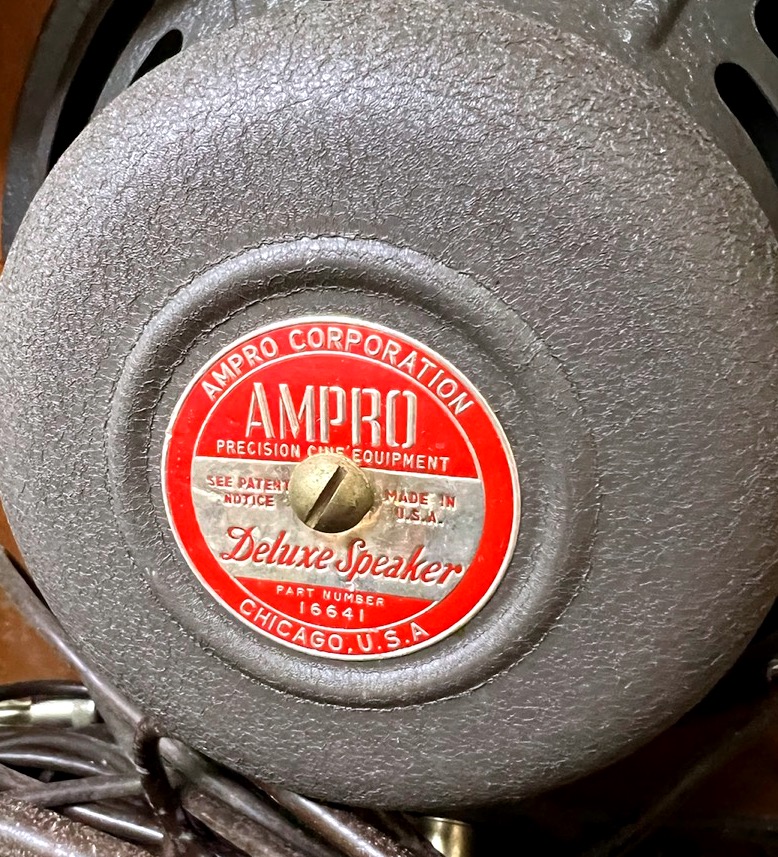 AMPRO CORPORATION
AMPRO
PRECISION CINE EQUIPMENT
SEE PATENT
NOTICE
MADE IN
U.S.A.
Deluxe Speaker
PART NUMBER
16641
CHICAGO, U.S.A